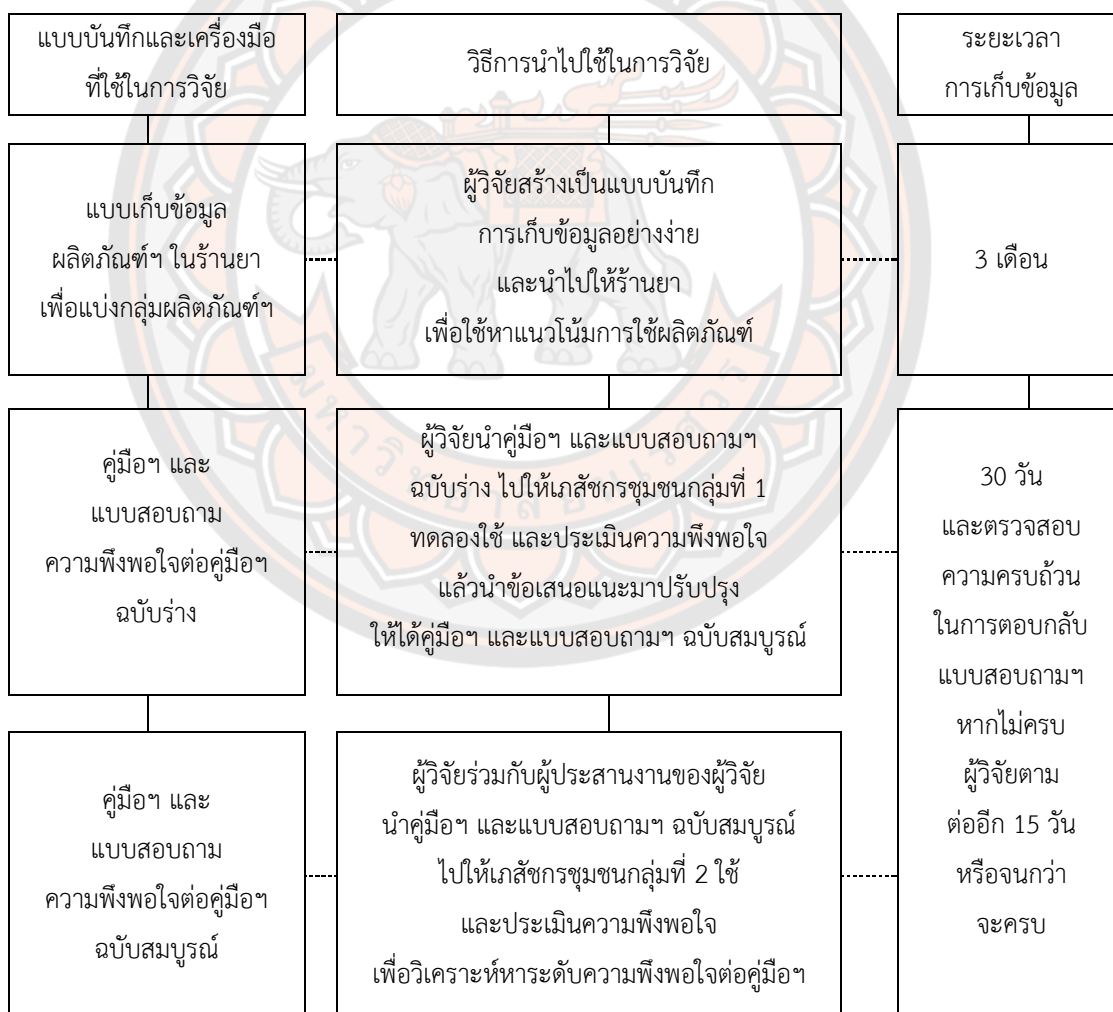 แบบบันทึกและเครื่องมือ
ที่ใช้ในการวิจัย
วิธีการนำไปใช้ในการวิจัย
ระยะเวลา
การเก็บข้อมูล
แบบเก็บข้อมูล
ผลิตภัณฑ์ฯ ในร้านยา
เพื่อแบ่งกลุ่มผลิตภัณฑ์ฯ
ผู้วิจัยสร้างเป็นแบบบันทึก
การเก็บข้อมูลอย่างง่าย
และนำไปให้ร้านยา
เพื่อใช้หาแนวโน้มการใช้ผลิตภัณฑ์
3 เดือน
คู่มือฯ และ
แบบสอบถาม
ความพึงพอใจต่อคู่มือฯ
ฉบับร่าง
ผู้วิจัยนำคู่มือฯ และแบบสอบถามฯ
ฉบับร่าง ไปให้เภสัชกรชุมชนกลุ่มที่ 1
ทดลองใช้ และประเมินความพึงพอใจ
แล้วนำข้อเสนอแนะมาปรับปรุง
ให้ได้คู่มือฯ และแบบสอบถามฯ ฉบับสมบูรณ์
30 วัน
และตรวจสอบ
ความครบถ้วน
ในการตอบกลับ
แบบสอบถามฯ
หากไม่ครบ
ผู้วิจัยตาม
ต่ออีก 15 วัน
หรือจนกว่า
จะครบ
คู่มือฯ และ
แบบสอบถาม
ความพึงพอใจต่อคู่มือฯ
ฉบับสมบูรณ์
ผู้วิจัยร่วมกับผู้ประสานงานของผู้วิจัย
นำคู่มือฯ และแบบสอบถามฯ ฉบับสมบูรณ์
ไปให้เภสัชกรชุมชนกลุ่มที่ 2 ใช้
และประเมินความพึงพอใจ
เพื่อวิเคราะห์หาระดับความพึงพอใจต่อคู่มือฯ
มหาวิทยาลัยนเรศวร